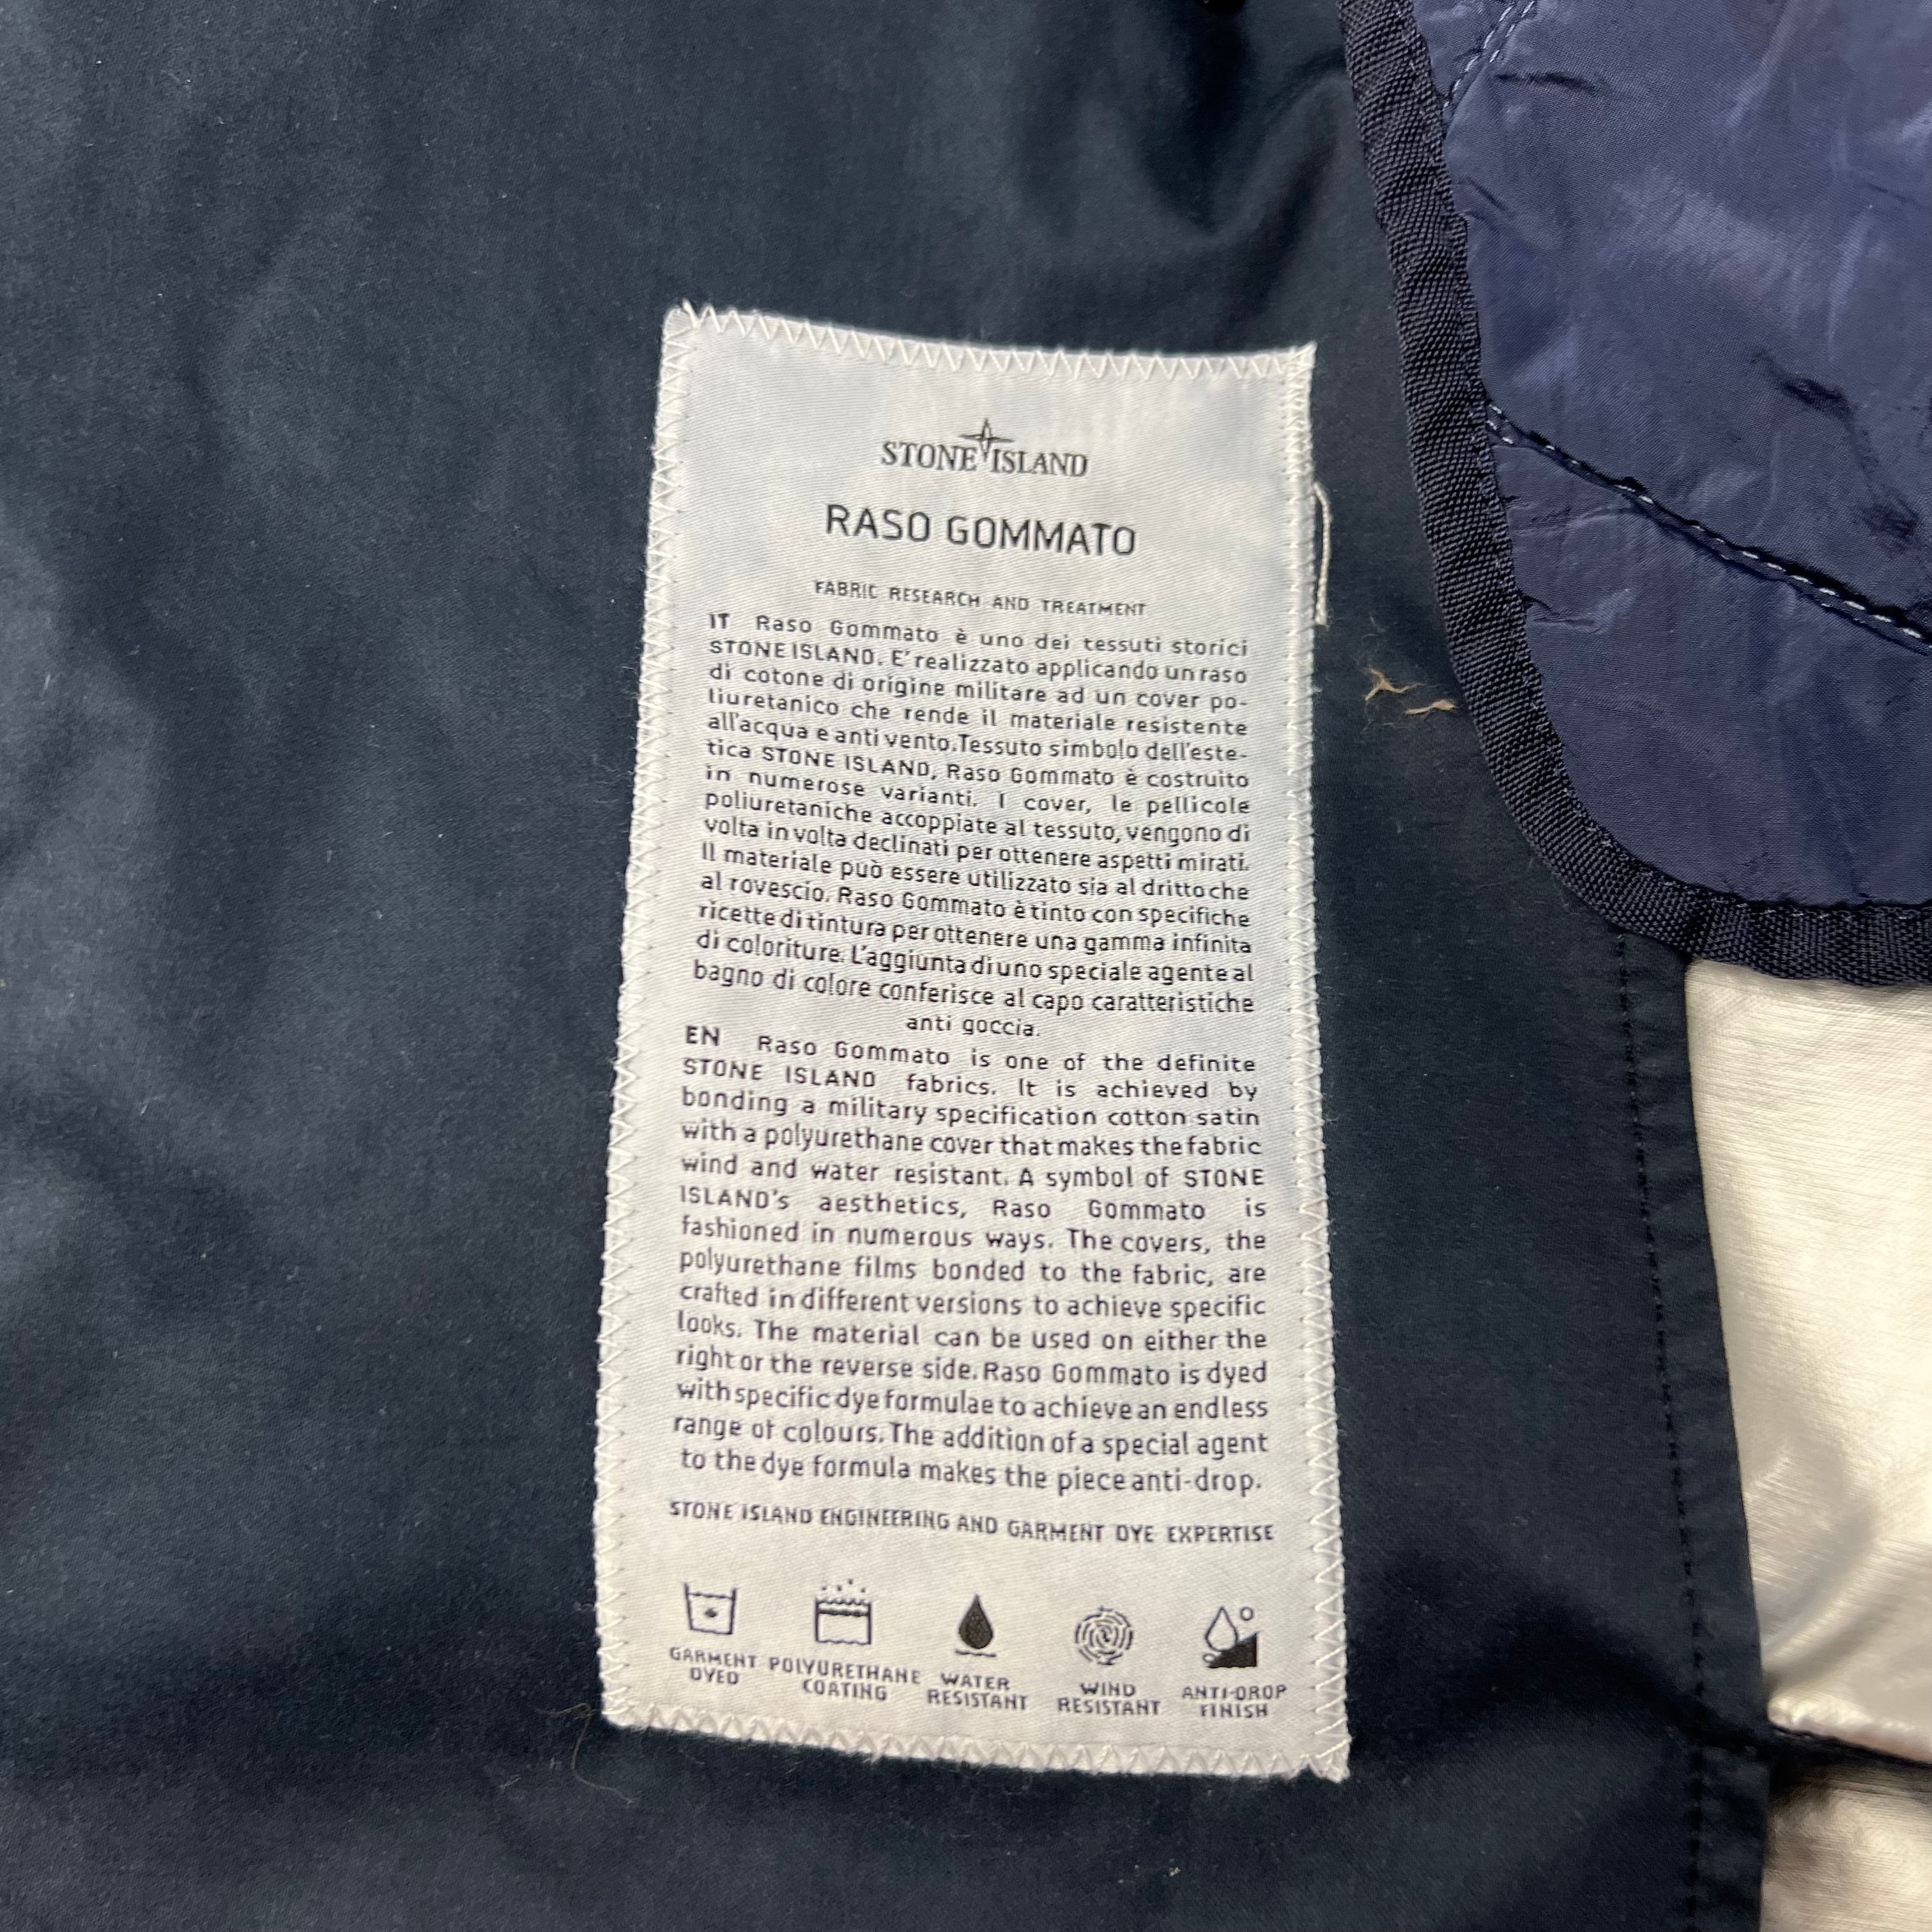 STONE ISLAND
RASO GOMMATO
FABRIC RESEARCH AND TREATMENT
IT Raso Gommato è uno dei tessuti storici
STONE ISLAND. E' realizzato applicando un raso
di cotone di origine militare ad un cover po-
liuretanico che rende il materiale resistente
all'acqua e anti vento. Tessuto simbolo dell'este-
tica STONE ISLAND, Raso Gommato è costruito
in numerose varianti. I cover, le pellicole
poliuretaniche accoppiate al tessuto, vengono di
volta in volta declinati per ottenere aspetti mirati.
Il materiale può essere utilizzato sia al dritto che
al rovescio. Raso Gommato è tinto con specifiche
ricette di tintura per ottenere una gamma infinita
di coloriture. L'aggiunta di uno speciale agente al
bagno di colore conferisce al capo caratteristiche
anti goccia.
EN Raso Gommato is one of the definite
STONE ISLAND fabrics. It is achieved by
bonding a military specification cotton satin
with a polyurethane cover that makes the fabric
wind and water resistant. A symbol of STONE
ISLAND's aesthetics, Raso Gommato is
fashioned in numerous ways. The covers, the
polyurethane films bonded to the fabric, are
crafted in different versions to achieve specific
looks. The material can be used on either the
right or the reverse side. Raso Gommato is dyed
with specific dye formulae to achieve an endless
range of colours. The addition of a special agent
to the dye formula makes the piece anti-drop.
STONE ISLAND ENGINEERING AND GARMENT DYE EXPERTISE
GARMENT DYED
POLYURETHANE COATING
WATER RESISTANT
WIND RESISTANT
ANTI-DROP FINISH